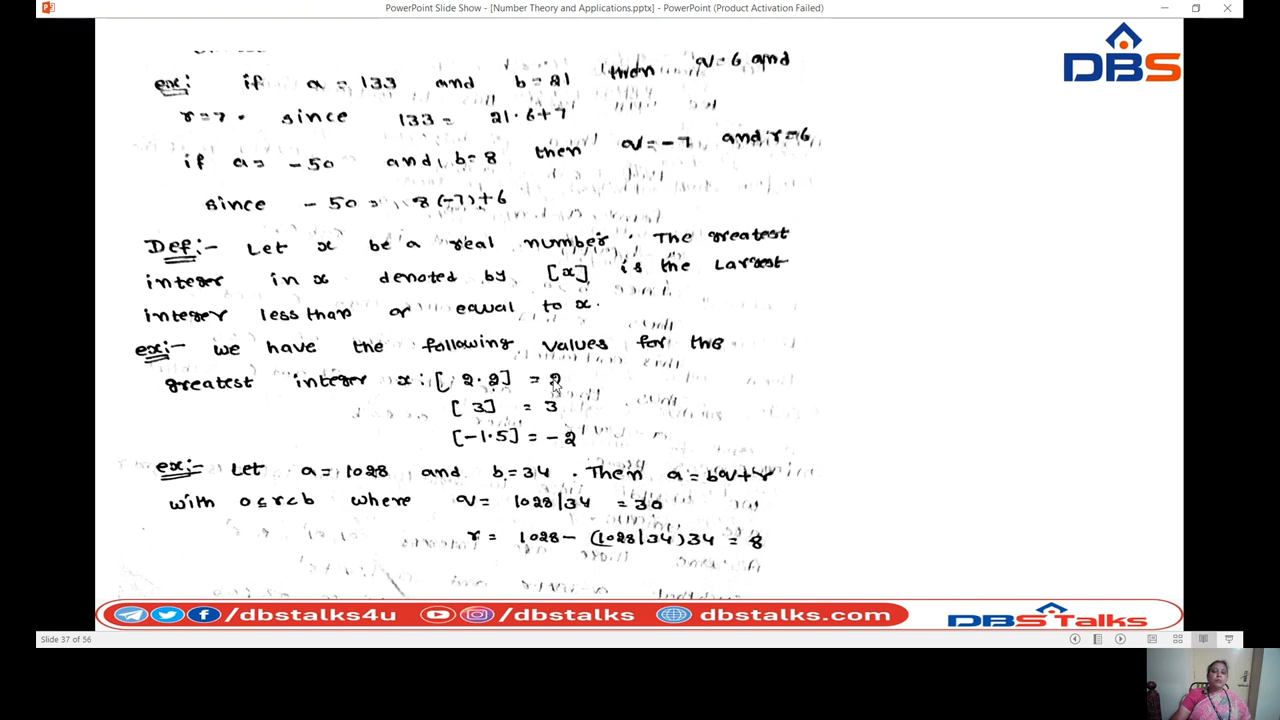 PowerPoint Slide Show - [Number Theory and Applications.pptx] - PowerPoint (Product Activation Failed)
DBS
ex: if a = 133 and b = 21 then q = 6 and
r = 7. since 133 = 21·6+7
if a = -50 and b = 8 then q = -7 and r = 6
since -50 = 8(-7)+6
Def:- Let x be a real number. The greatest
integer in x denoted by [x] is the Largest
integer less than or equal to x.
ex:- we have the following values for the
greatest integer x: [2.2] = 2
[3] = 3
[-1.5] = -2
ex:- Let a = 1028 and b = 34. Then a = bq+r
with 0≤r<b where q = 1028/34 = 30
r = 1028 - (1028/34)34 = 8
/dbstalks4u /dbstalks dbstalks.com DBS Talks
Slide 37 of 56